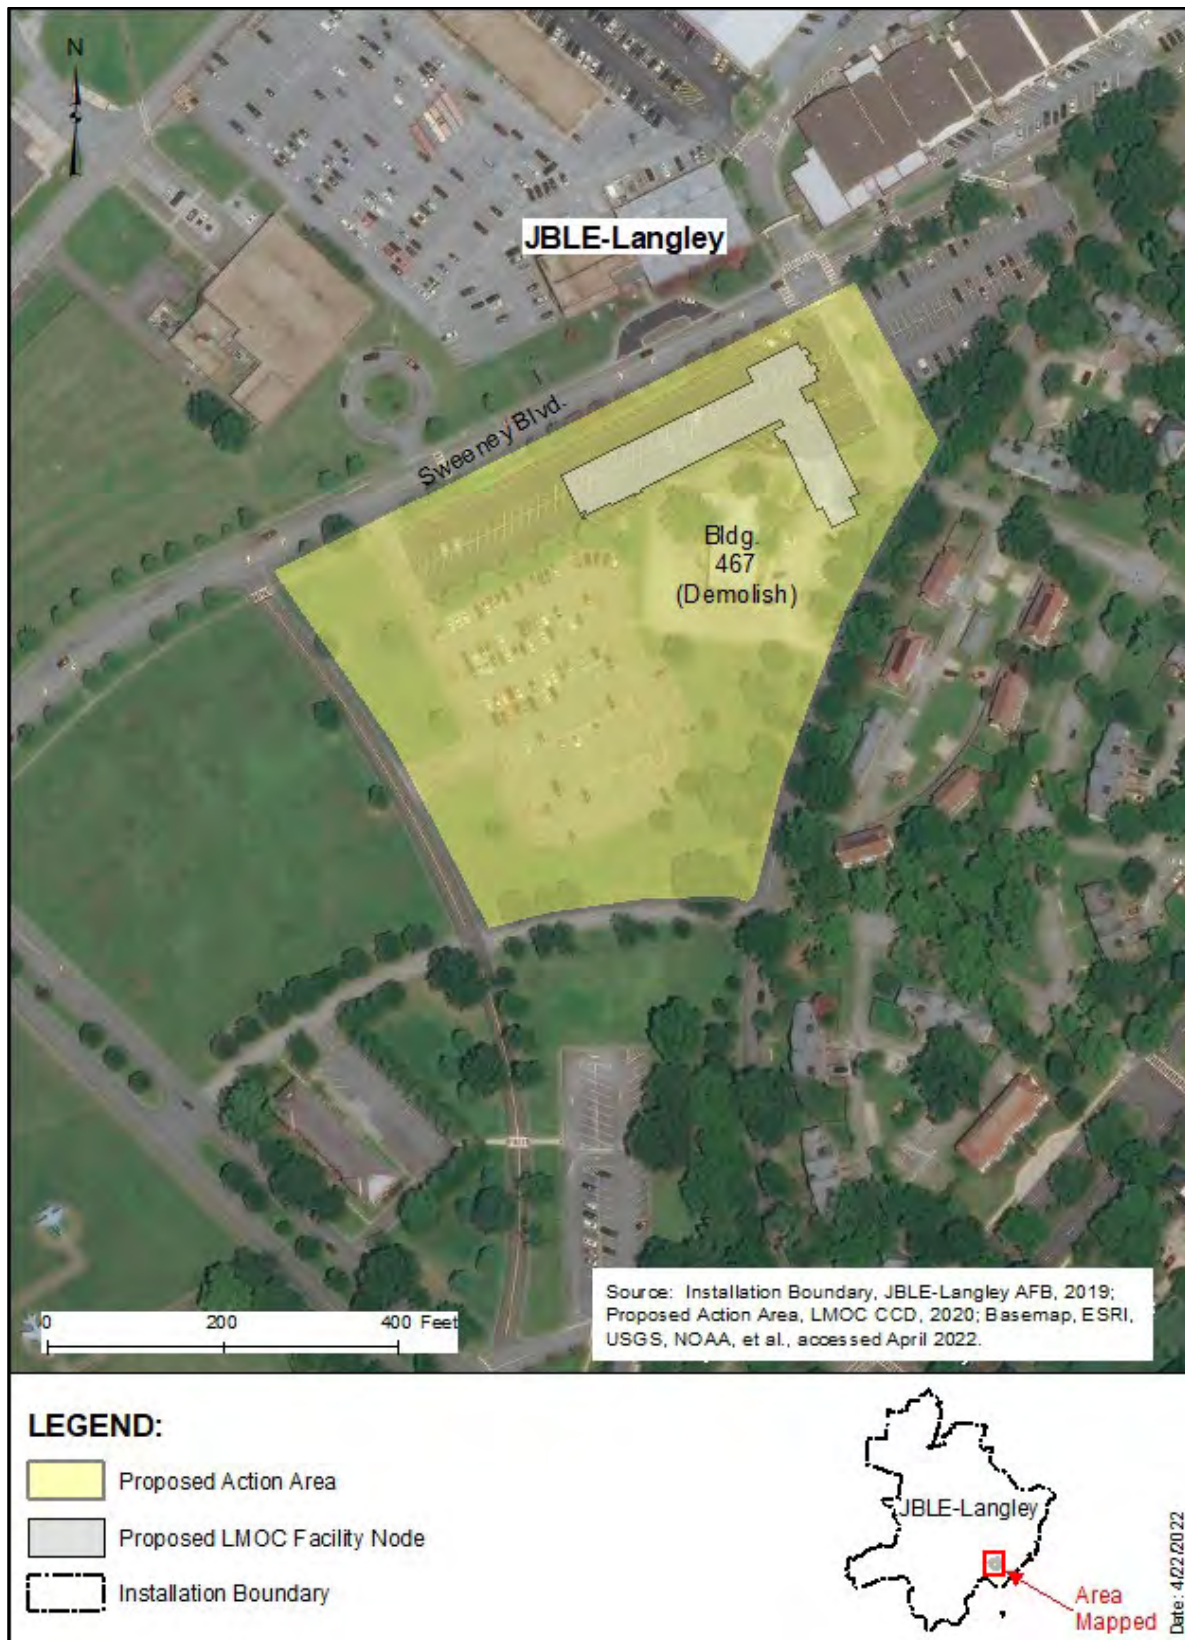 N
JBLE-Langley
Sweeney Blvd.
Bldg.
467
(Demolish)
Source: Installation Boundary, JBLE-Langley AFB, 2019;
Proposed Action Area, LMOC CCD, 2020; Basemap, ESRI,
USGS, NOAA, et al., accessed April 2022.
0 200 400 Feet
LEGEND:
Proposed Action Area
Proposed LMOC Facility Node
Installation Boundary
JBLE-Langley
Area
Mapped
Date: 4/22/2022